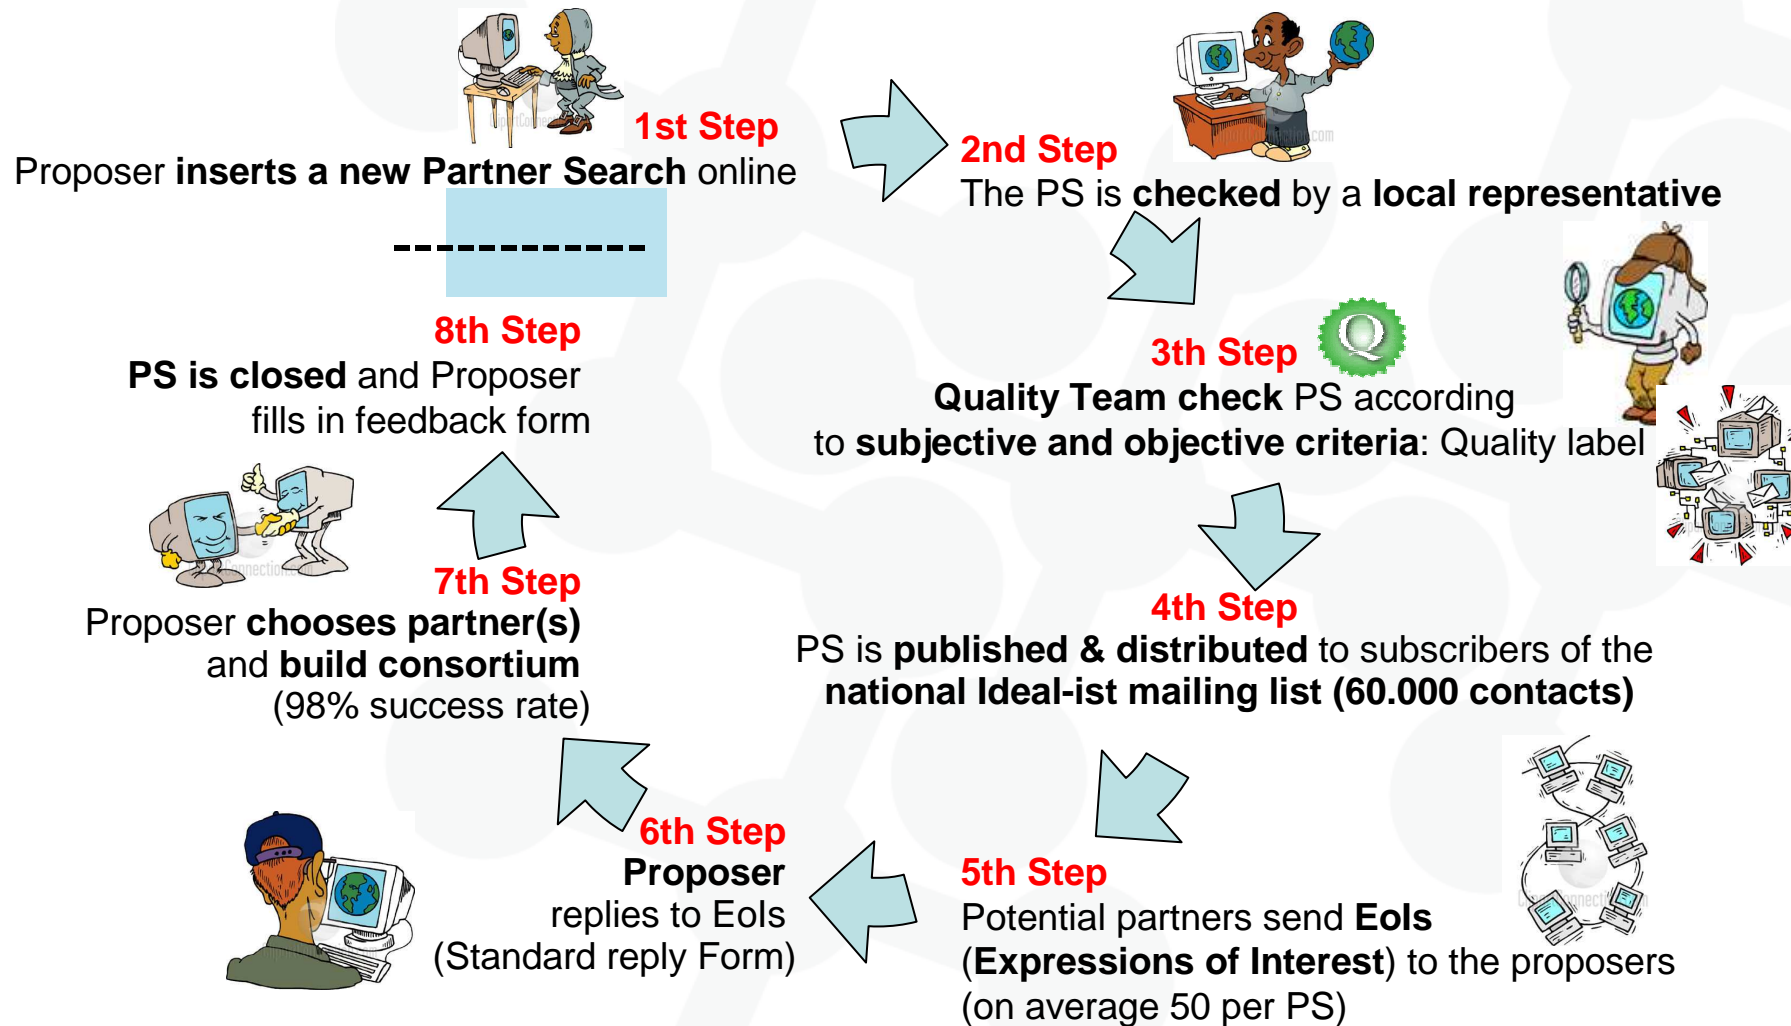 1st Step
Proposer inserts a new Partner Search online
2nd Step
The PS is checked by a local representative
3th Step
Q
Quality Team check PS according
to subjective and objective criteria: Quality label
4th Step
PS is published & distributed to subscribers of the
national Ideal-ist mailing list (60.000 contacts)
5th Step
Potential partners send EoIs
(Expressions of Interest) to the proposers
(on average 50 per PS)
6th Step
Proposer
replies to EoIs
(Standard reply Form)
7th Step
Proposer chooses partner(s)
and build consortium
(98% success rate)
8th Step
PS is closed and Proposer
fills in feedback form